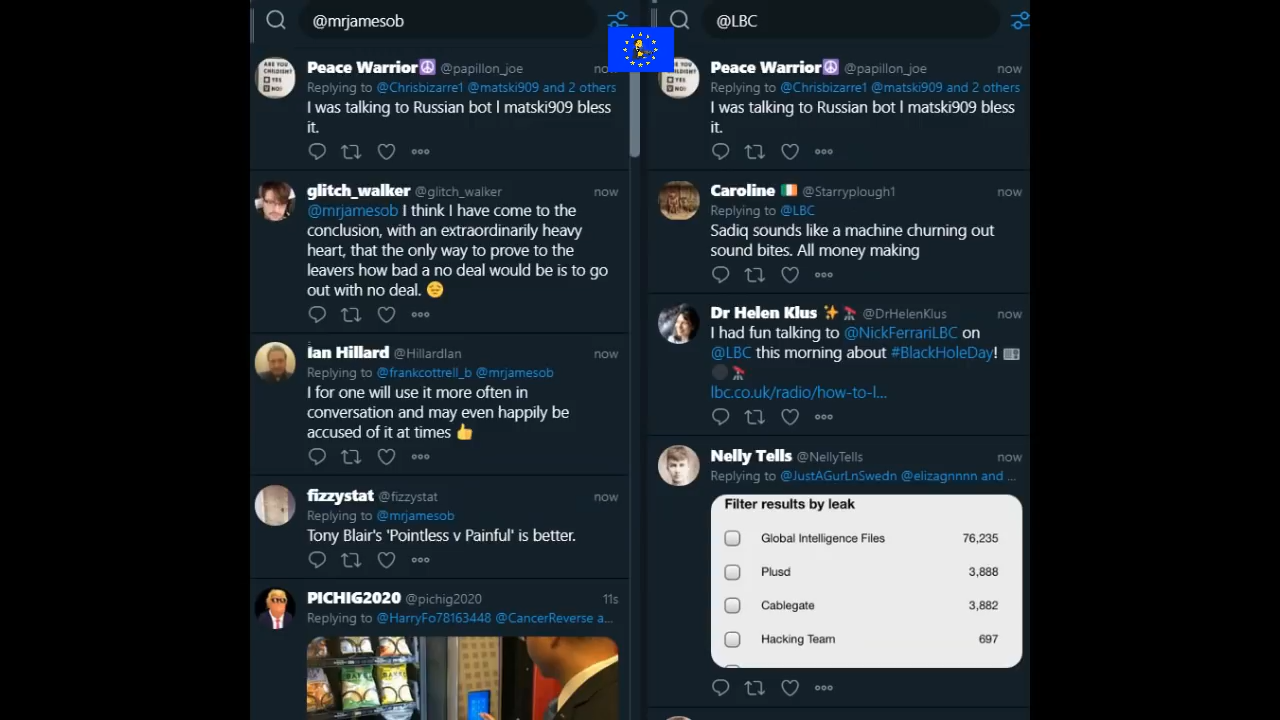 @mrjamesob
Peace Warrior☮ @papillon_joe now
Replying to @Chrisbizarre1 @matski909 and 2 others
I was talking to Russian bot l matski909 bless
it.
glitch_walker @glitch_walker now
@mrjamesob I think I have come to the
conclusion, with an extraordinarily heavy
heart, that the only way to prove to the
leavers how bad a no deal would be is to go
out with no deal. 😔
Ian Hillard @HillardIan now
Replying to @frankcottrell_b @mrjamesob
I for one will use it more often in
conversation and may even happily be
accused of it at times 👍
fizzystat @fizzystat now
Replying to @mrjamesob
Tony Blair's 'Pointless v Painful' is better.
PICHIG2020 @pichig2020 11s
Replying to @HarryFo78163448 @CancerReverse a...
@LBC
Peace Warrior☮ @papillon_joe now
Replying to @Chrisbizarre1 @matski909 and 2 others
I was talking to Russian bot l matski909 bless
it.
Caroline 🇮🇪 @Starryplough1 now
Replying to @LBC
Sadiq sounds like a machine churning out
sound bites. All money making
Dr Helen Klus ✨🔭 @DrHelenKlus now
I had fun talking to @NickFerrariLBC on
@LBC this morning about #BlackHoleDay!
lbc.co.uk/radio/how-to-l...
Nelly Tells @NellyTells now
Replying to @JustAGurLnSwedn @elizagnnnn and ...
Filter results by leak
Global Intelligence Files 76,235
Plusd 3,888
Cablegate 3,882
Hacking Team 697